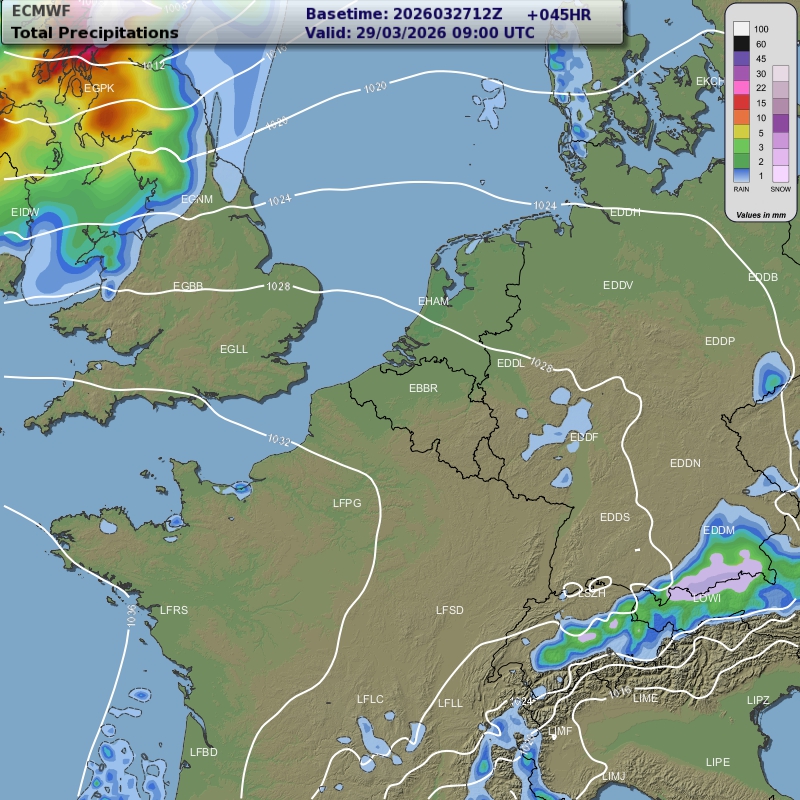 ECMWF
Basetime: 2026032712Z +045HR
Total Precipitations
Valid: 29/03/2026 09:00 UTC
100
60
45
30
22
15
10
5
3
2
1
RAIN
SNOW
Values in mm
1012
1020
EGPK
EKCH
EGNM
1024
1024
EIDW
EDDH
EDDB
EGBB
1028
EDDV
EHAM
EDDP
EGLL
EDDL
1028
EBBR
1032
EDDF
EDDN
LFPG
EDDS
EDDM
LSZH
LOWI
LFRS
1036
LFSD
LFLC
LFLL
1024
1016
LIME
LIPZ
LIMF
LFBD
LIPE
LIMJ